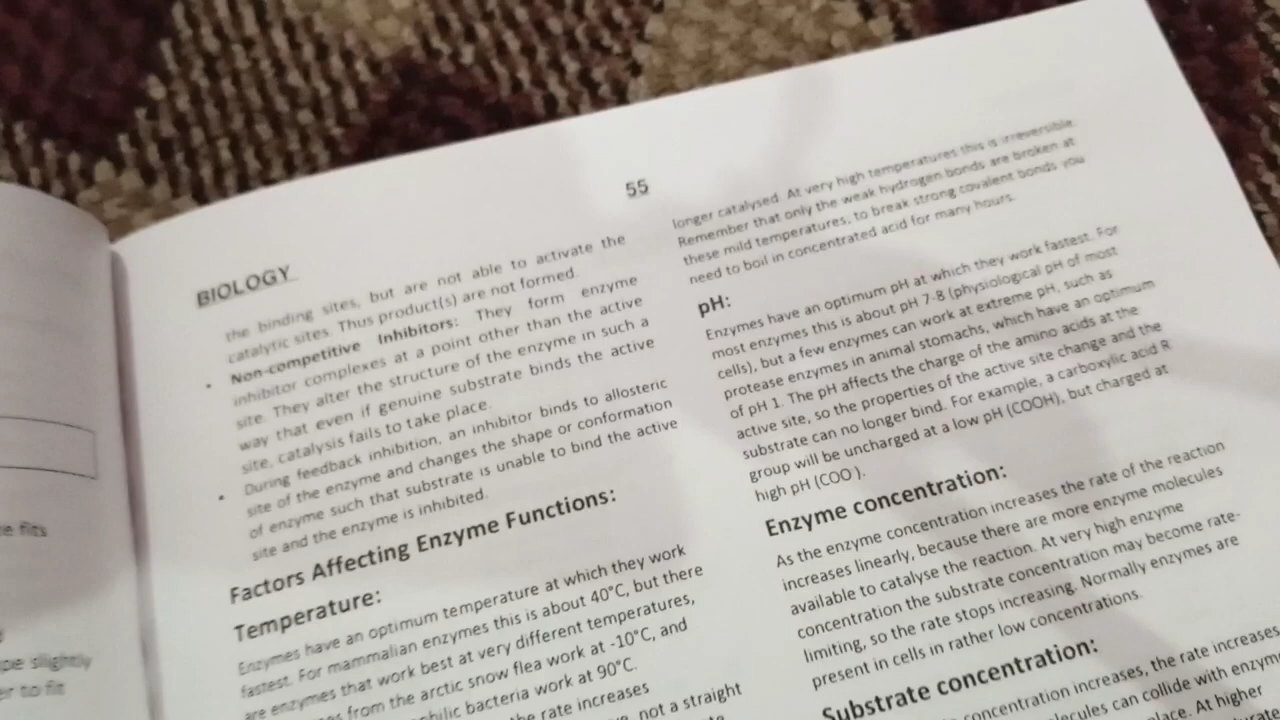 55
BIOLOGY
the binding sites, but are not able to activate the
catalytic sites. Thus product(s) are not formed.
• Non-competitive Inhibitors: They form enzyme
inhibitor complexes at a point other than the active
site. They alter the structure of the enzyme in such a
way that even if genuine substrate binds the active
site, catalysis fails to take place.
• During feedback inhibition, an inhibitor binds to allosteric
site of the enzyme and changes the shape or conformation
of enzyme such that substrate is unable to bind the active
site and the enzyme is inhibited.
Factors Affecting Enzyme Functions:
Temperature:
Enzymes have an optimum temperature at which they work
fastest. For mammalian enzymes this is about 40°C, but there
are enzymes that work best at very different temperatures,
from the arctic snow flea work at -10°C, and
bacteria work at 90°C.
the rate increases
not a straight
longer catalysed. At very high temperatures this is irreversible.
Remember that only the weak hydrogen bonds are broken at
these mild temperatures, to break strong covalent bonds you
need to boil in concentrated acid for many hours.
pH:
Enzymes have an optimum pH at which they work fastest. For
most enzymes this is about pH 7-8 (physiological pH of most
cells), but a few enzymes can work at extreme pH, such as
protease enzymes in animal stomachs, which have an optimum
of pH 1. The pH affects the charge of the amino acids at the
active site, so the properties of the active site change and the
substrate can no longer bind. For example, a carboxylic acid R
group will be uncharged at a low pH (COOH), but charged at
high pH (COO ).
Enzyme concentration:
As the enzyme concentration increases the rate of the reaction
increases linearly, because there are more enzyme molecules
available to catalyse the reaction. At very high enzyme
concentration the substrate concentration may become rate-
limiting, so the rate stops increasing. Normally enzymes are
present in cells in rather low concentrations.
Substrate concentration:
concentration increases, the rate increases
can collide with
At higher
fits
slightly
to fit